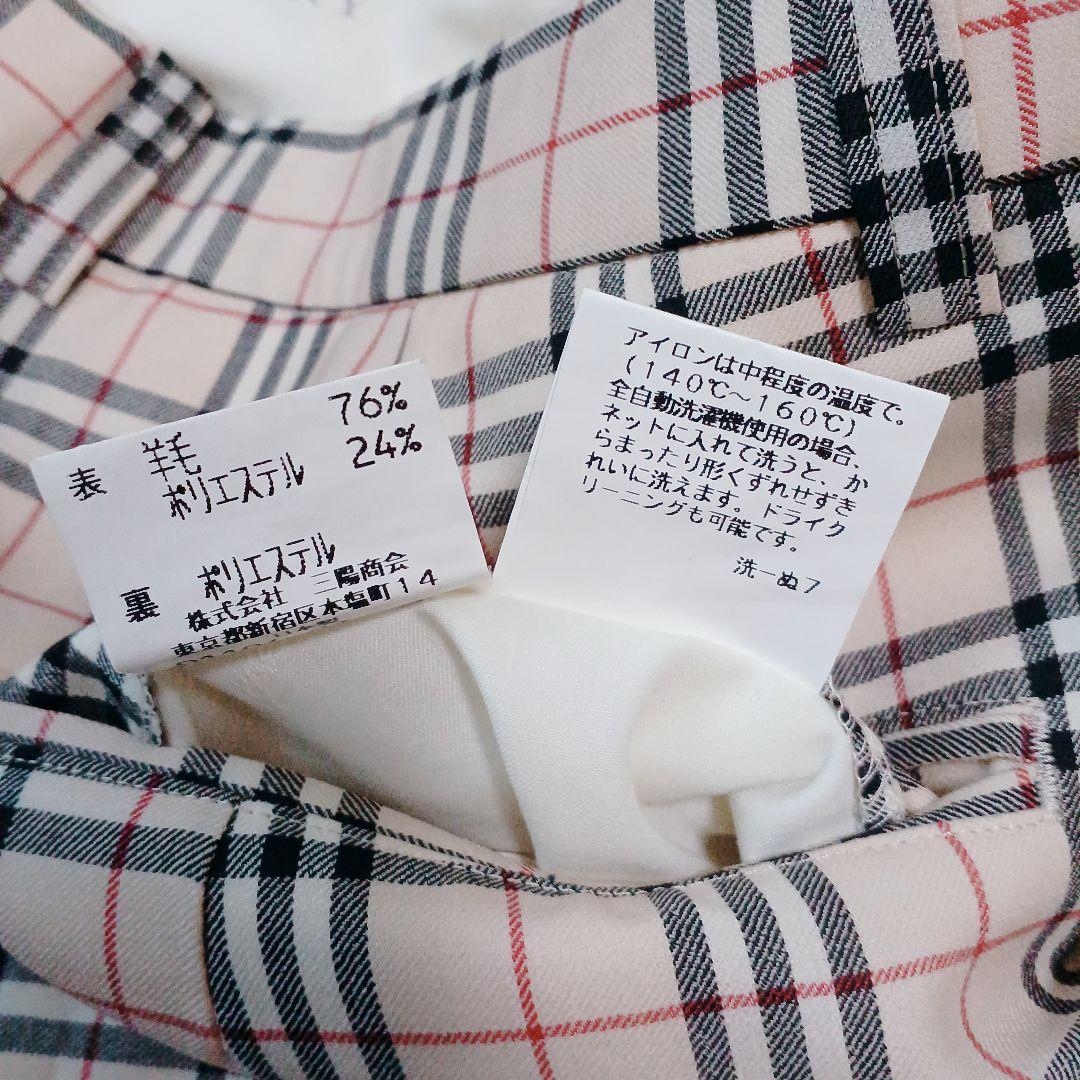 表 羊毛 76%
ポリエステル 24%
裏 ポリエステル
株式会社 三陽商会
東京都新宿区本塩町14
アイロンは中程度の温度で。
(140℃~160℃)
全自動洗濯機使用の場合、
ネットに入れて洗うと、か
らまったり形くずれせずき
れいに洗えます。ドライク
リーニングも可能です。
洗ーぬ7